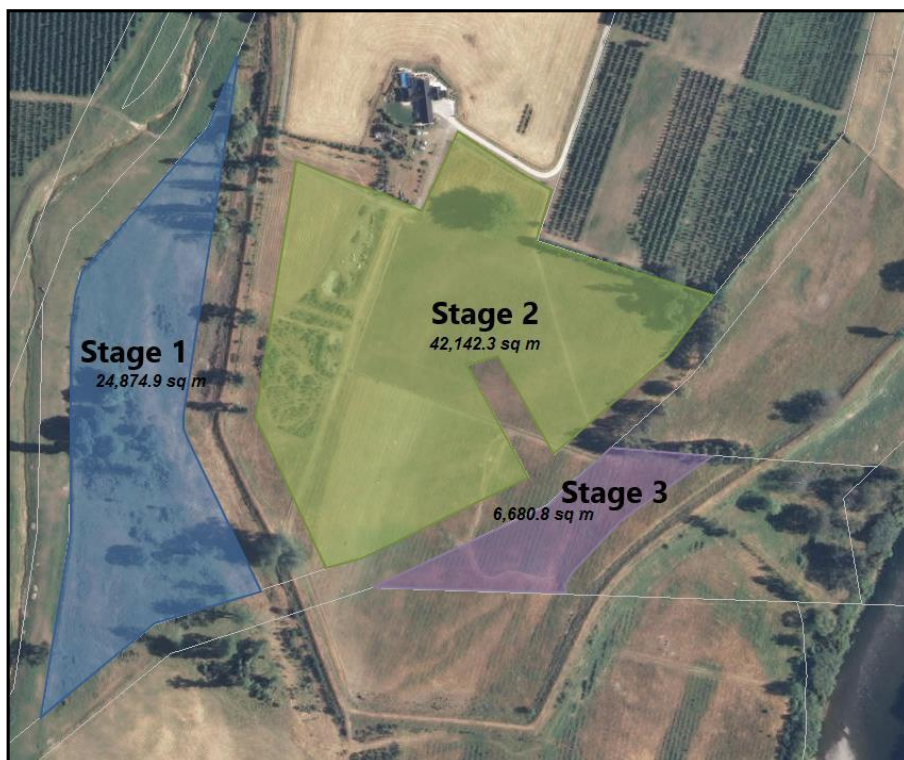 Stage 1
24,874.9 sq m
Stage 2
42,142.3 sq m
Stage 3
6,680.8 sq m